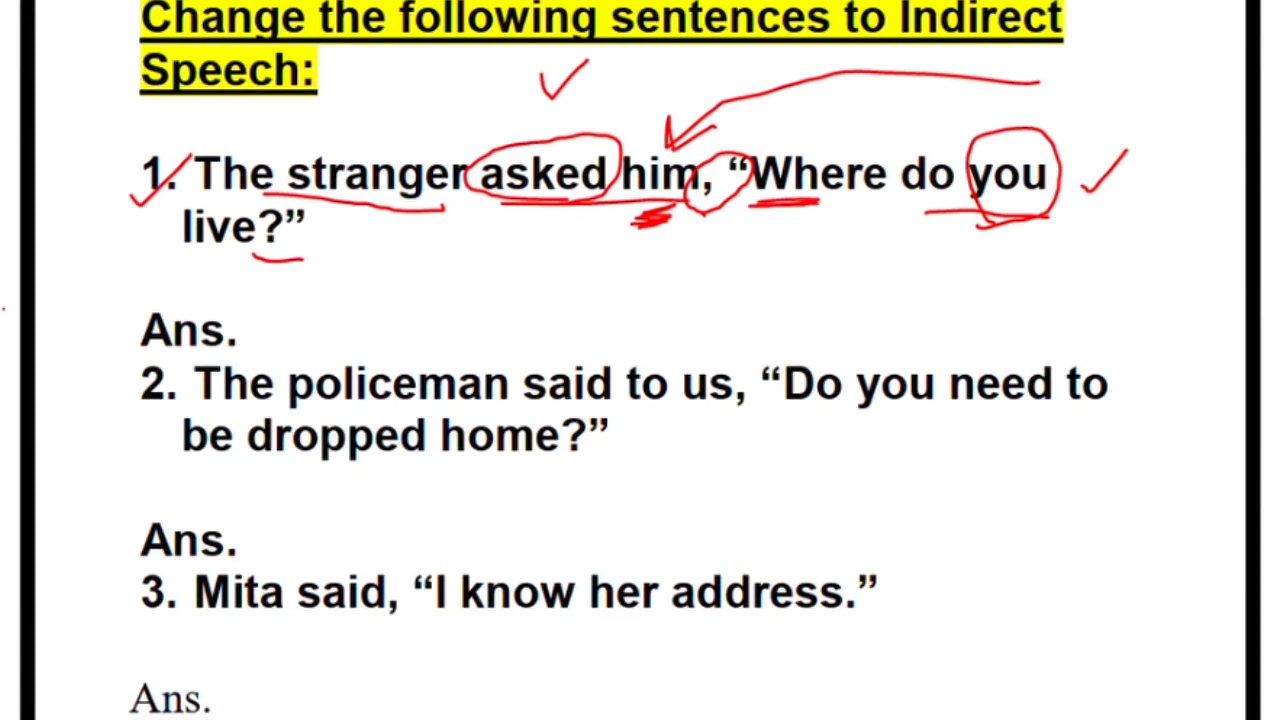 Change the following sentences to Indirect
Speech:
1. The stranger asked him, “Where do you
live?”
Ans.
2. The policeman said to us, “Do you need to
be dropped home?”
Ans.
3. Mita said, “I know her address.”
Ans.